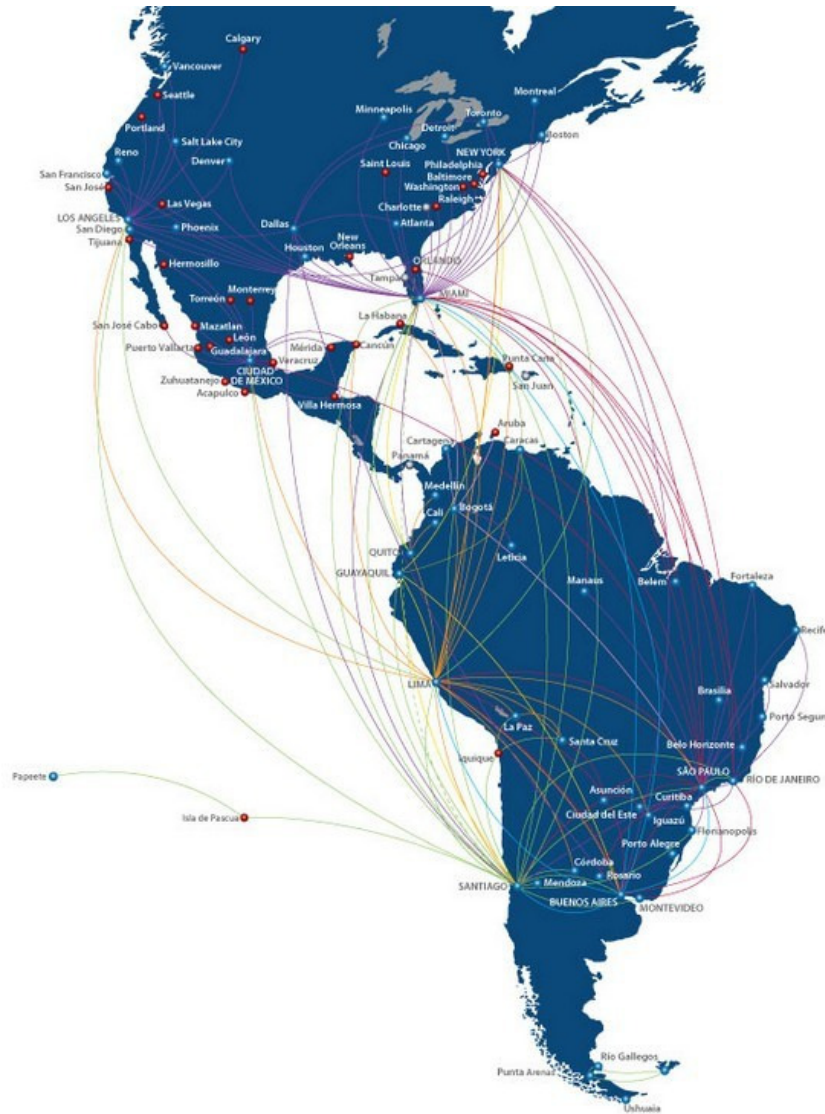 Calgary
Vancouver
Seattle
Portland
Minneapolis
Montreal
Toronto
Detroit
Boston
Salt Lake City
Chicago
NEW YORK
Reno
Denver
Saint Louis
Philadelphia
Baltimore
Washington
San Francisco
San José
Las Vegas
Raleigh
Charlotte
LOS ANGELES
San Diego
Tijuana
Phoenix
Dallas
Atlanta
Houston
New
Orleans
ORLANDO
Hermosillo
Tampa
MIAMI
Monterrey
Torreón
La Habana
San José Cabo
Mazatlan
León
Puerto Vallarta
Guadalajara
Mérida
Cancún
Punta Cana
CIUDAD
DE MÉXICO
Veracruz
San Juan
Zuhuatanejo
Acapulco
Villa Hermosa
Aruba
Cartagena
Caracas
Panamá
Medellin
Bogotá
Cali
QUITO
Leticia
GUAYAQUIL
Manaus
Belem
Fortaleza
Recife
LIMA
Salvador
Brasilia
La Paz
Porto Segur
Santa Cruz
Belo Horizonte
Iquique
SÃO PAULO
RÍO DE JANEIRO
Papeete
Asunción
Curitiba
Isla de Pascua
Ciudad del Este
Iguazú
Florianopolis
Porto Alegre
Córdoba
SANTIAGO
Mendoza
Rosario
BUENOS AIRES
MONTEVIDEO
Río Gallegos
Punta Arenas
Ushuaia